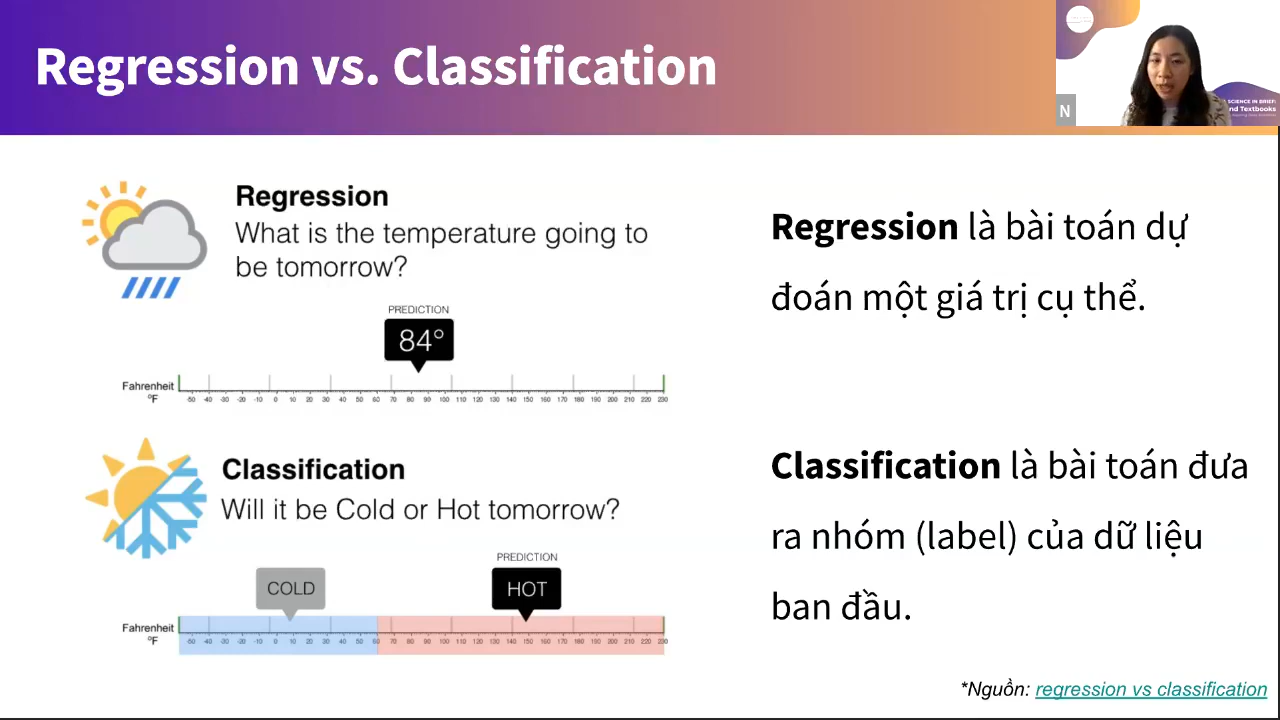 Regression vs. Classification
N
SCIENCE IN BRIEF:
nd Textbooks
Regression
What is the temperature going to
be tomorrow?
PREDICTION
84°
Fahrenheit
°F
-50 -40 -30 -20 -10 0 10 20 30 40 50 60 70 80 90 100 110 120 130 140 150 160 170 180 190 200 210 220 230
Regression là bài toán dự
đoán một giá trị cụ thể.
Classification
Will it be Cold or Hot tomorrow?
PREDICTION
COLD
HOT
Fahrenheit
°F
-50 -40 -30 -20 -10 0 10 20 30 40 50 60 70 80 90 100 110 120 130 140 150 160 170 180 190 200 210 220 230
Classification là bài toán đưa
ra nhóm (label) của dữ liệu
ban đầu.
*Nguồn: regression vs classification